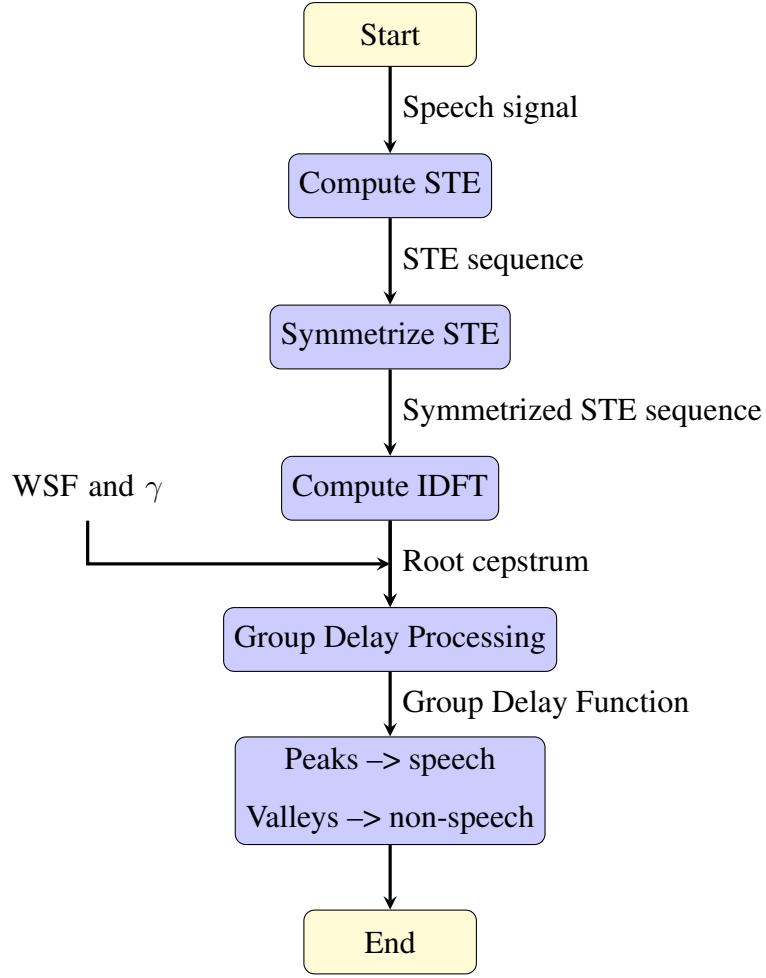 Start
Speech signal
Compute STE
STE sequence
Symmetrize STE
Symmetrized STE sequence
WSF and γ
Compute IDFT
Root cepstrum
Group Delay Processing
Group Delay Function
Peaks –> speech
Valleys –> non-speech
End